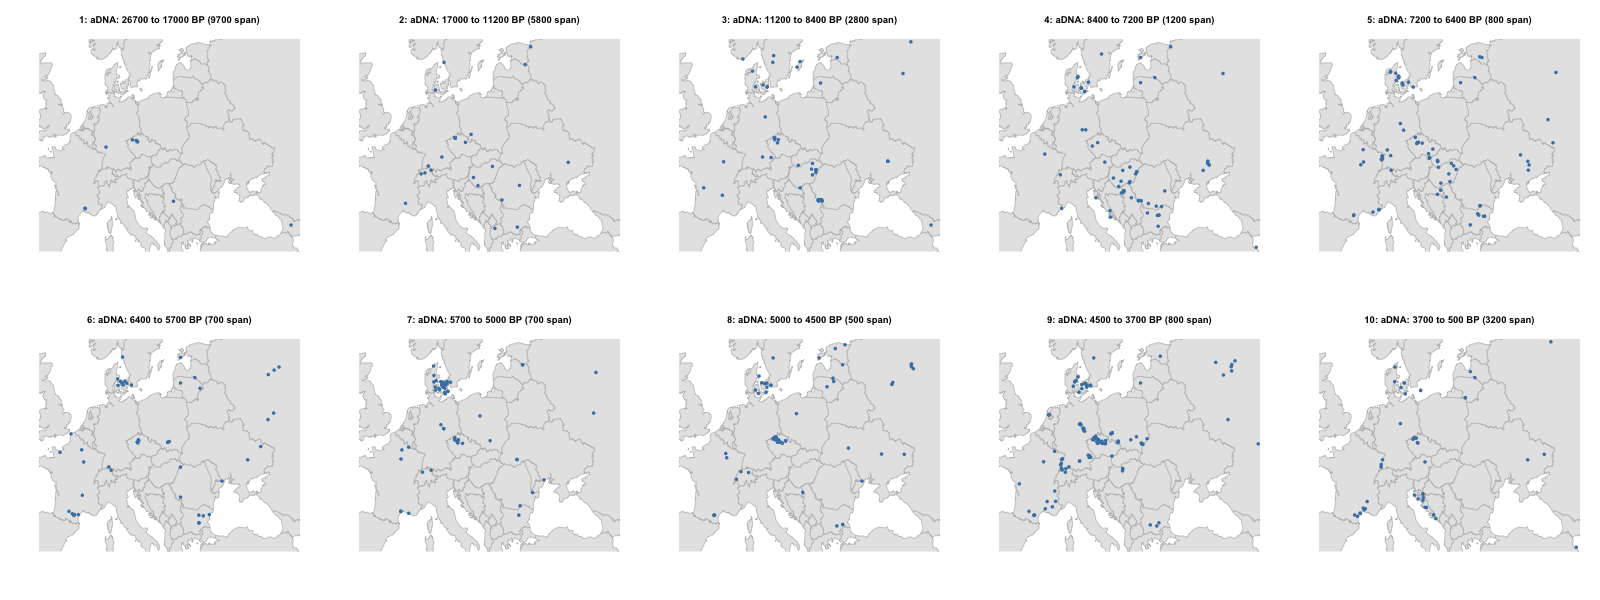 1: aDNA: 26700 to 17000 BP (9700 span)
2: aDNA: 17000 to 11200 BP (5800 span)
3: aDNA: 11200 to 8400 BP (2800 span)
4: aDNA: 8400 to 7200 BP (1200 span)
5: aDNA: 7200 to 6400 BP (800 span)
6: aDNA: 6400 to 5700 BP (700 span)
7: aDNA: 5700 to 5000 BP (700 span)
8: aDNA: 5000 to 4500 BP (500 span)
9: aDNA: 4500 to 3700 BP (800 span)
10: aDNA: 3700 to 500 BP (3200 span)